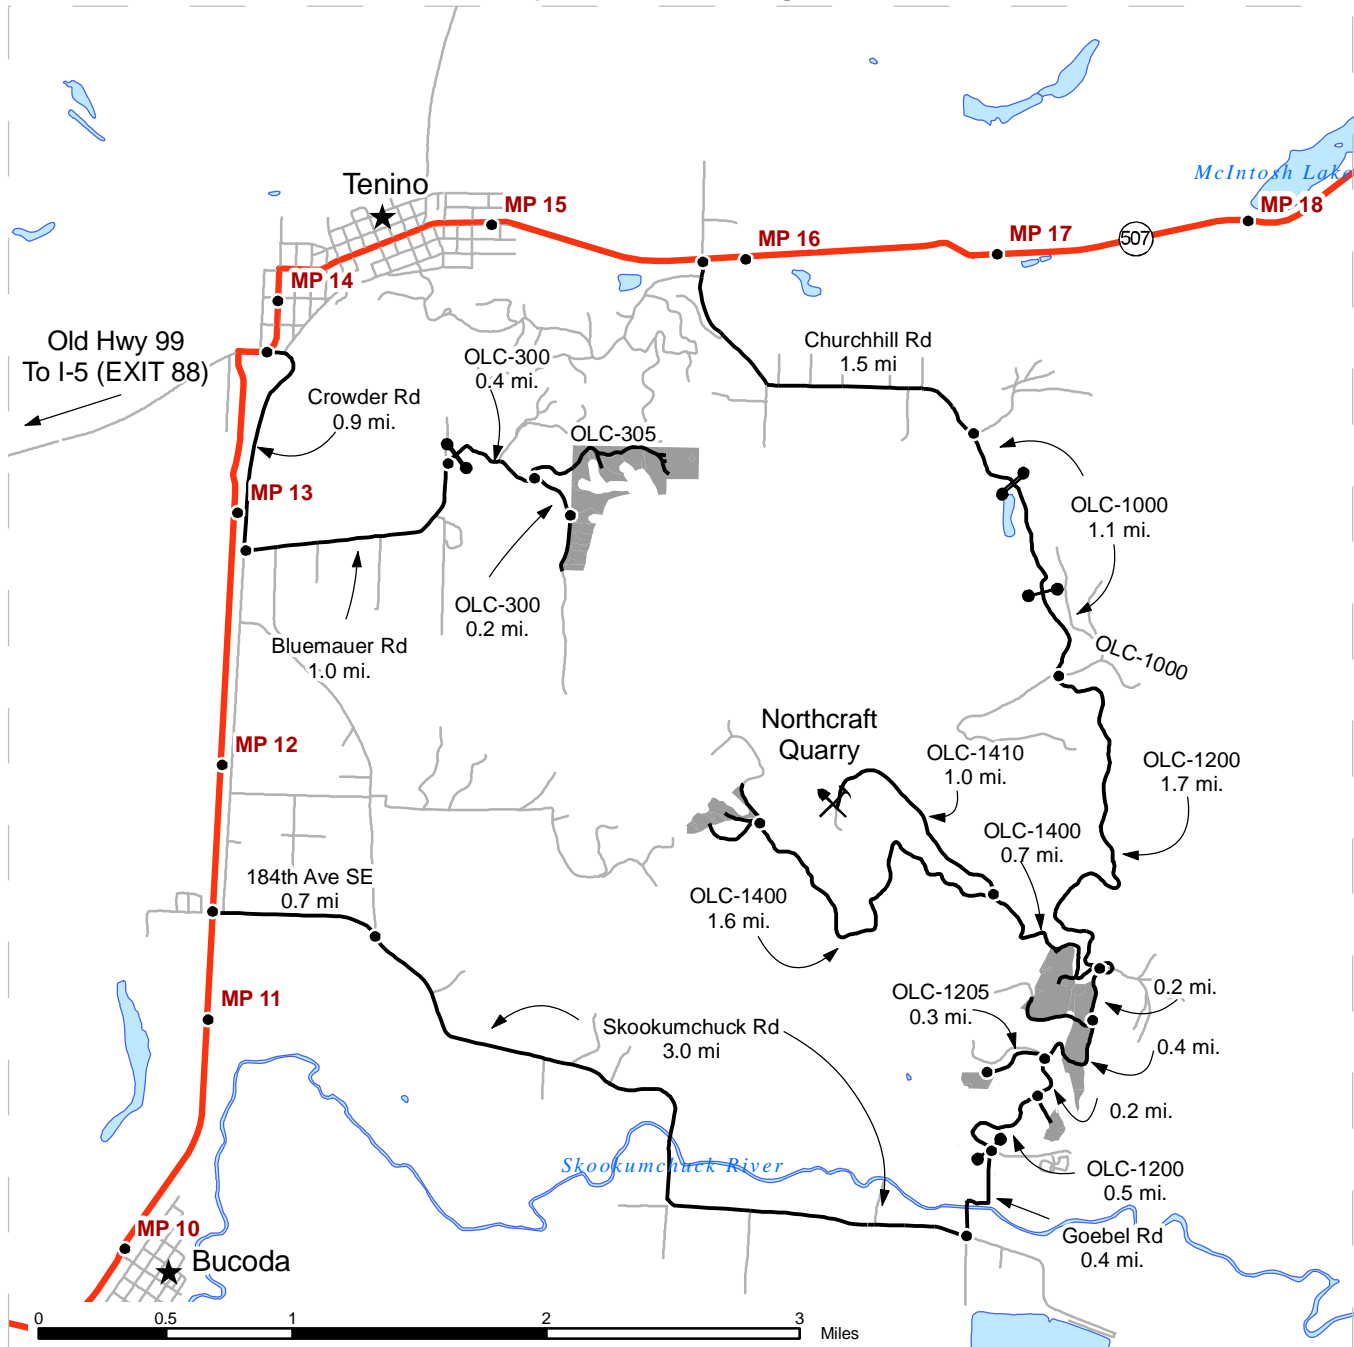 McIntosh Lake
Tenino
MP 15
MP 18
MP 16
MP 17
507
MP 14
Old Hwy 99
To I-5 (EXIT 88)
Churchhill Rd
1.5 mi
OLC-300
0.4 mi.
Crowder Rd
0.9 mi.
OLC-305
MP 13
OLC-1000
1.1 mi.
OLC-300
0.2 mi.
Bluemauer Rd
1.0 mi.
OLC-1000
Northcraft
Quarry
MP 12
OLC-1410
1.0 mi.
OLC-1200
1.7 mi.
OLC-1400
0.7 mi.
184th Ave SE
0.7 mi
OLC-1400
1.6 mi.
MP 11
OLC-1205
0.3 mi.
0.2 mi.
Skookumchuck Rd
3.0 mi
0.4 mi.
0.2 mi.
Skookumchuck River
OLC-1200
0.5 mi.
MP 10
Bucoda
Goebel Rd
0.4 mi.
0 0.5 1 2 3
Miles